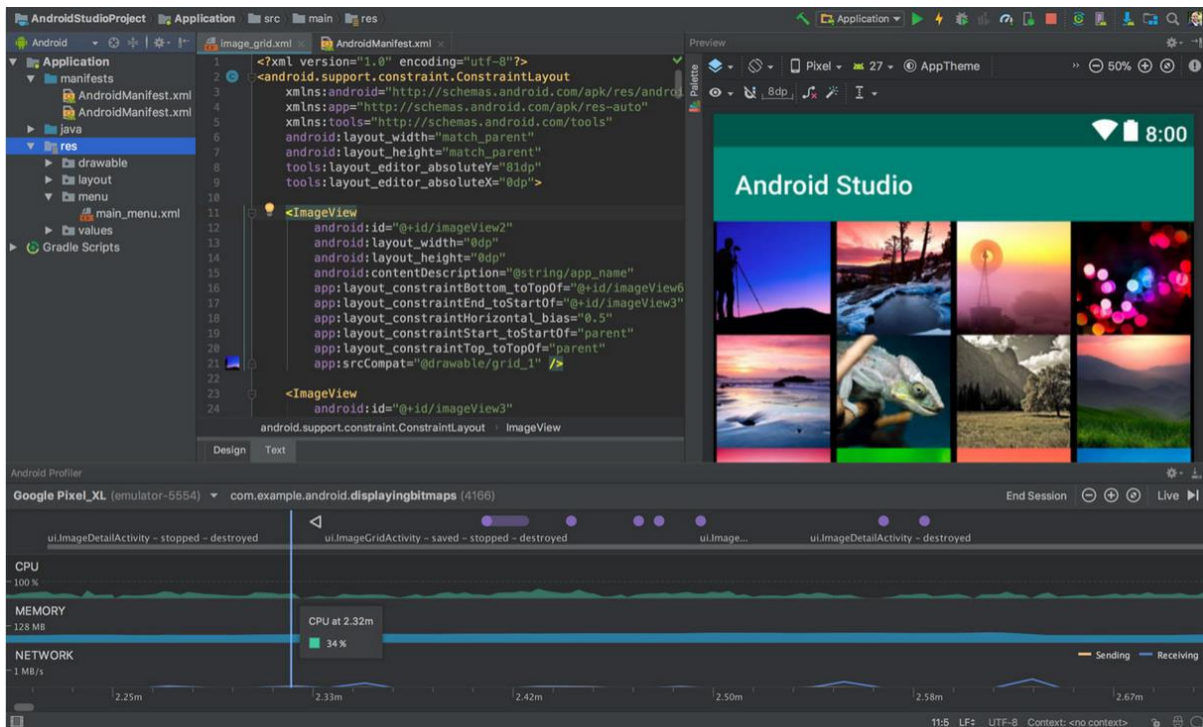 AndroidStudioProject Application src main res
Application
Android
image_grid.xml AndroidManifest.xml
Preview
Application
manifests
AndroidManifest.xml
AndroidManifest.xml
java
res
drawable
layout
menu
main_menu.xml
values
Gradle Scripts
1 <?xml version="1.0" encoding="utf-8"?>
2 <android.support.constraint.ConstraintLayout
3 xmlns:android="http://schemas.android.com/apk/res/androi
4 xmlns:app="http://schemas.android.com/apk/res-auto"
5 xmlns:tools="http://schemas.android.com/tools"
6 android:layout_width="match_parent"
7 android:layout_height="match_parent"
8 tools:layout_editor_absoluteY="81dp"
9 tools:layout_editor_absoluteX="0dp">
10
11 <ImageView
12 android:id="@+id/imageView2"
13 android:layout_width="0dp"
14 android:layout_height="0dp"
15 android:contentDescription="@string/app_name"
16 app:layout_constraintBottom_toTopOf="@+id/imageView6
17 app:layout_constraintEnd_toStartOf="@+id/imageView3"
18 app:layout_constraintHorizontal_bias="0.5"
19 app:layout_constraintStart_toStartOf="parent"
20 app:layout_constraintTop_toTopOf="parent"
21 app:srcCompat="@drawable/grid_1" />
22
23 <ImageView
24 android:id="@+id/imageView3"
android.support.constraint.ConstraintLayout ImageView
Design Text
Palette
Pixel 27 AppTheme 50%
8dp
8:00
Android Studio
Android Profiler
Google Pixel_XL (emulator-5554) com.example.android.displayingbitmaps (4166) End Session Live
ui.ImageDetailActivity – stopped – destroyed ui.ImageGridActivity – saved – stopped – destroyed ui.Image... ui.ImageDetailActivity – destroyed
CPU
100 %
MEMORY
128 MB
CPU at 2.32m
34 %
NETWORK
Sending Receiving
1 MB/s
2.25m 2.33m 2.42m 2.50m 2.58m 2.67m
11:5 LF UTF-8 Context: <no context>